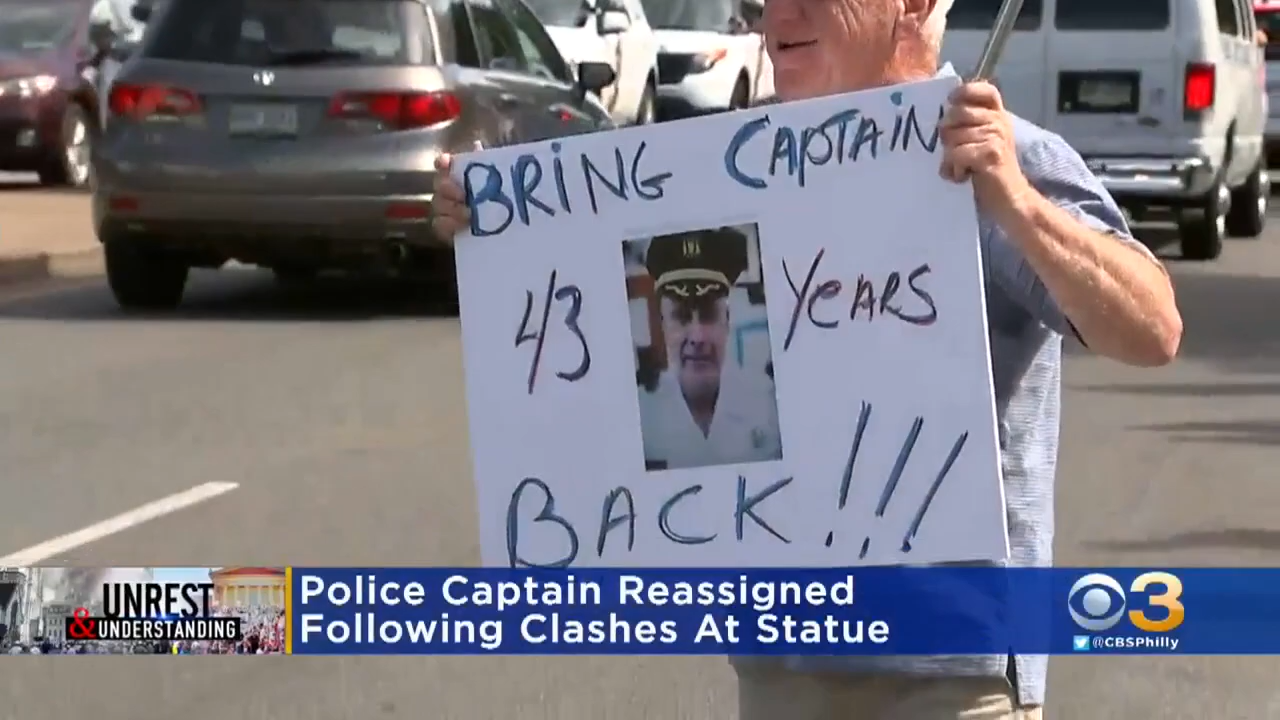 BRiNG CAPTAiN
43 YeARS
BACK!!!
UNREST
& UNDERSTANDING
Police Captain Reassigned
Following Clashes At Statue
3
@CBSPhilly